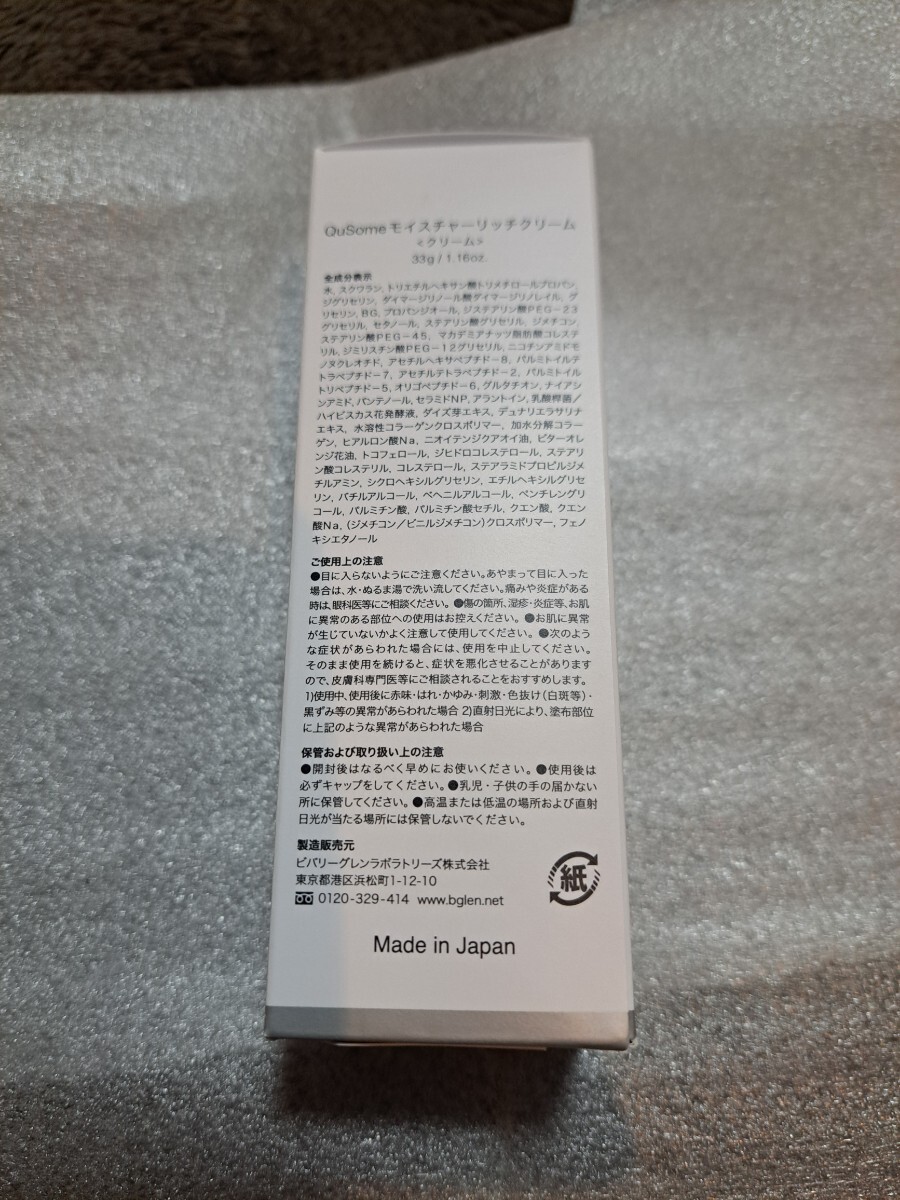 QuSome モイスチャーリッチクリーム
<クリーム>
33g / 1.16oz.
全成分表示
水, スクワラン, トリエチルヘキサン酸トリメチロールプロパン,
ジグリセリン, ダイマージリノール酸ダイマージリノレイル, グ
リセリン, BG, プロパンジオール, ジステアリン酸PEG－23
グリセリル, セタノール, ステアリン酸グリセリル, ジメチコン,
ステアリン酸PEG－45, マカデミアナッツ脂肪酸コレステ
リル, ジミリスチン酸PEG－12グリセリル, ニコチンアミドモ
ノヌクレオチド, アセチルヘキサペプチド－8, パルミトイルテ
トラペプチド－7, アセチルテトラペプチド－2, パルミトイル
トリペプチド－5, オリゴペプチド－6, グルタチオン, ナイアシ
ンアミド, パンテノール, セラミドNP, アラントイン, 乳酸桿菌／
ハイビスカス花発酵液, ダイズ芽エキス, デュナリエラサリナ
エキス, 水溶性コラーゲンクロスポリマー, 加水分解コラー
ゲン, ヒアルロン酸Na, ニオイテンジクアオイ油, ビターオレ
ンジ花油, トコフェロール, ジヒドロコレステロール, ステアリ
ン酸コレステリル, コレステロール, ステアラミドプロピルジメ
チルアミン, シクロヘキシルグリセリン, エチルヘキシルグリセ
リン, バチルアルコール, ベヘニルアルコール, ペンチレングリ
コール, パルミチン酸, パルミチン酸セチル, クエン酸, クエン
酸Na, (ジメチコン／ビニルジメチコン)クロスポリマー, フェノ
キシエタノール
ご使用上の注意
●目に入らないようにご注意ください。あやまって目に入った
場合は、水・ぬるま湯で洗い流してください。痛みや炎症がある
時は、眼科医等にご相談ください。●傷の箇所、湿疹・炎症等、お肌
に異常のある部位への使用はお控えください。●お肌に異常
が生じていないかよく注意して使用してください。●次のよう
な症状があらわれた場合には、使用を中止してください。
そのまま使用を続けると、症状を悪化させることがあります
ので、皮膚科専門医等にご相談されることをおすすめします。
1)使用中、使用後に赤味・はれ・かゆみ・刺激・色抜け(白斑等)・
黒ずみ等の異常があらわれた場合 2)直射日光により、塗布部位
に上記のような異常があらわれた場合
保管および取り扱い上の注意
●開封後はなるべく早めにお使いください。●使用後は
必ずキャップをしてください。●乳児・子供の手の届かない
所に保管してください。●高温または低温の場所および直射
日光が当たる場所には保管しないでください。
製造販売元
ビバリーグレンラボラトリーズ株式会社
東京都港区浜松町1-12-10
0120-329-414 www.bglen.net
紙
Made in Japan